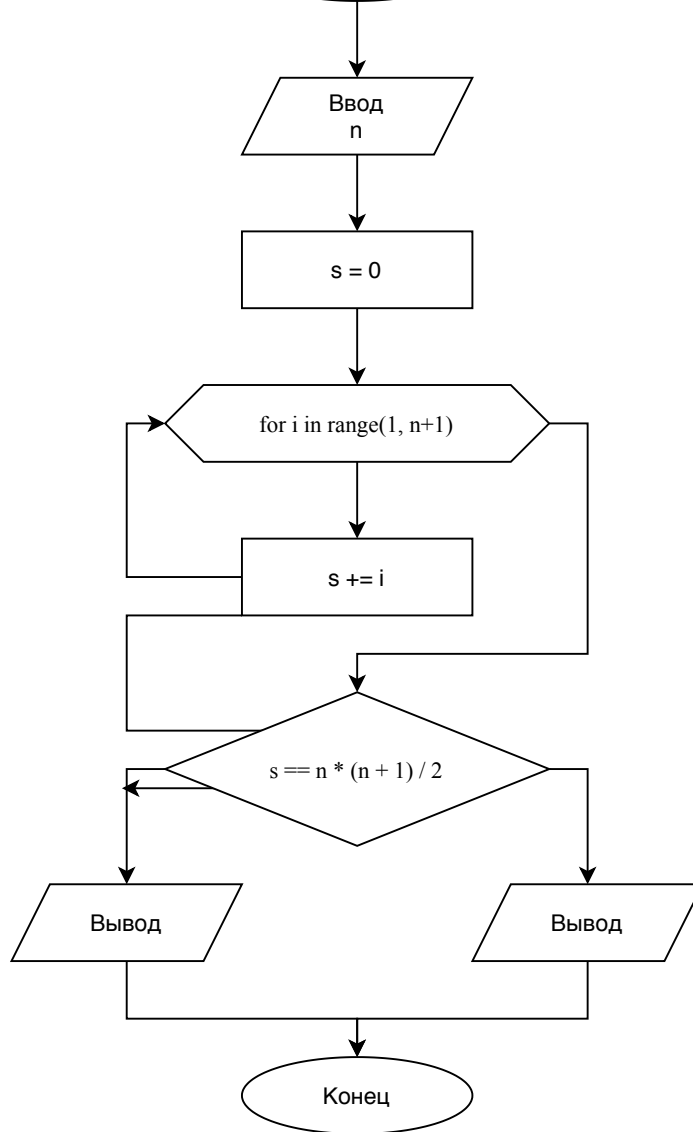 Ввод
n
s = 0
for i in range(1, n+1)
s += i
s == n * (n + 1) / 2
Вывод
Вывод
Конец